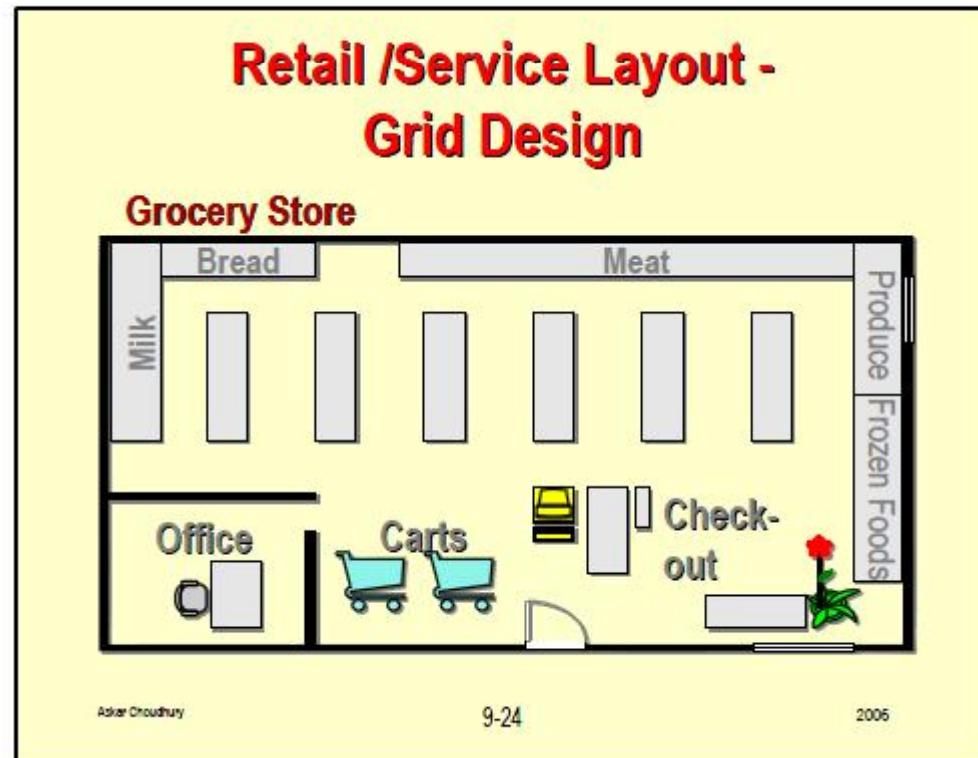 Retail /Service Layout -
Grid Design
Grocery Store
Bread
Meat
Milk
Produce
Frozen Foods
Office
Carts
Check-
out
Askar Choudhury
9-24
2006